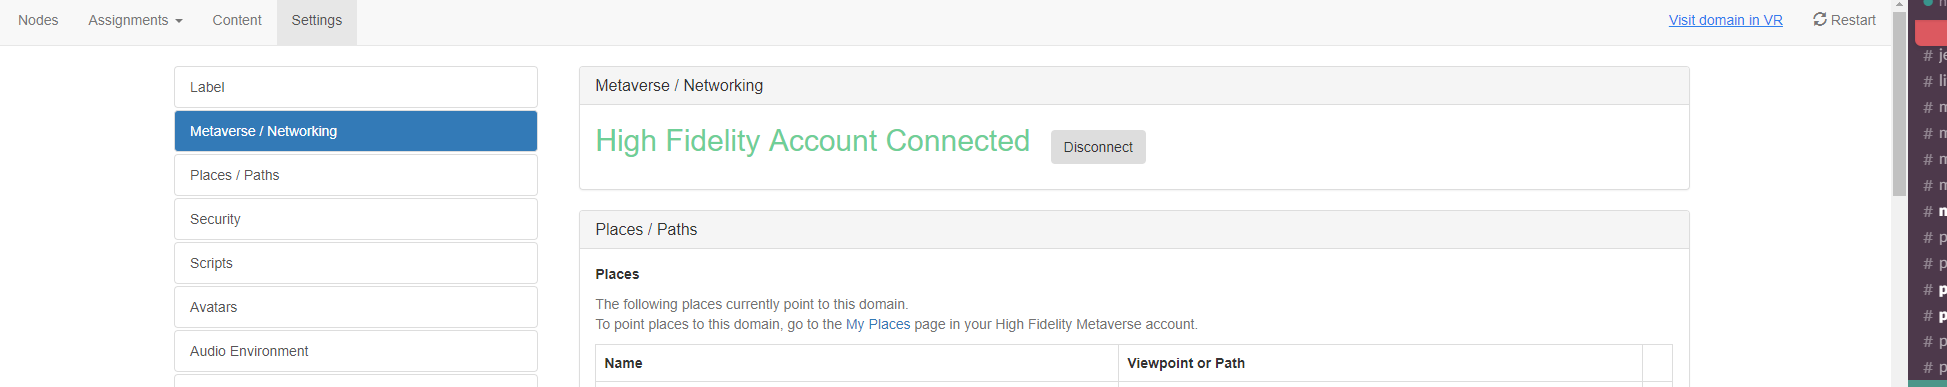 Nodes Assignments Content Settings Visit domain in VR Restart
Label
Metaverse / Networking
Places / Paths
Security
Scripts
Avatars
Audio Environment
Metaverse / Networking
High Fidelity Account Connected Disconnect
Places / Paths
Places
The following places currently point to this domain.
To point places to this domain, go to the My Places page in your High Fidelity Metaverse account.
Name Viewpoint or Path
# je
# li
# m
# m
# m
# m
#
# p
# p
# p
# p
# p
# p